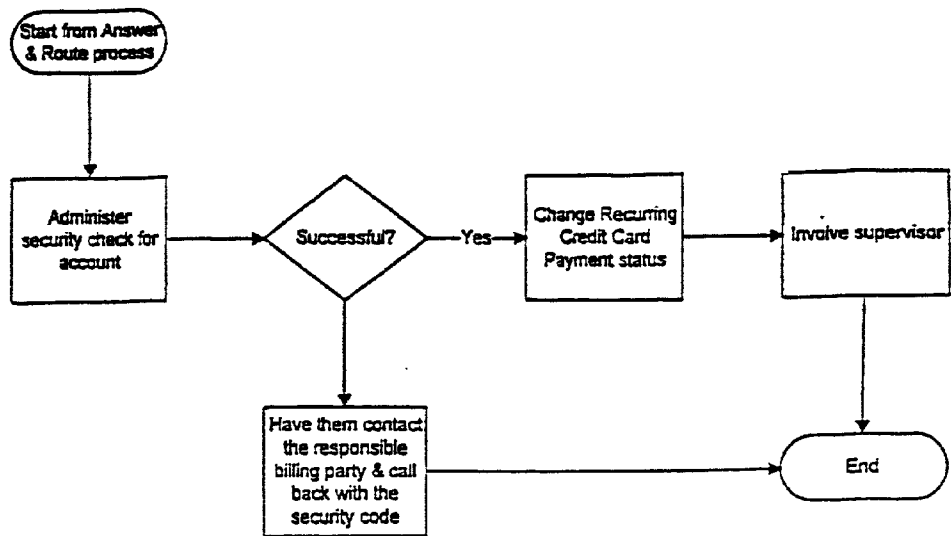 Start from Answer
& Route process
Administer
security check for
account
Successful?
Yes
Change Recurring
Credit Card
Payment status
Involve supervisor
Have them contact
the responsible
billing party & call
back with the
security code
End